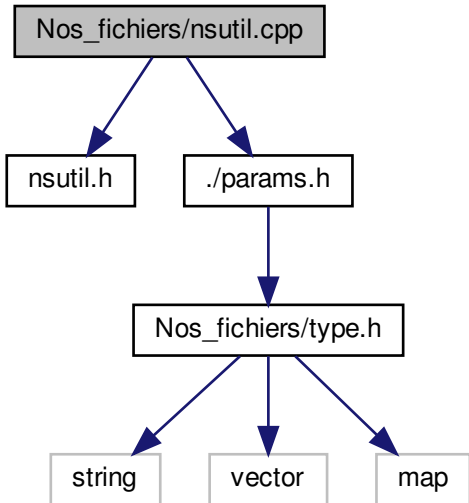 Nos_fichiers/nsutil.cpp
nsutil.h
./params.h
Nos_fichiers/type.h
string
vector
map